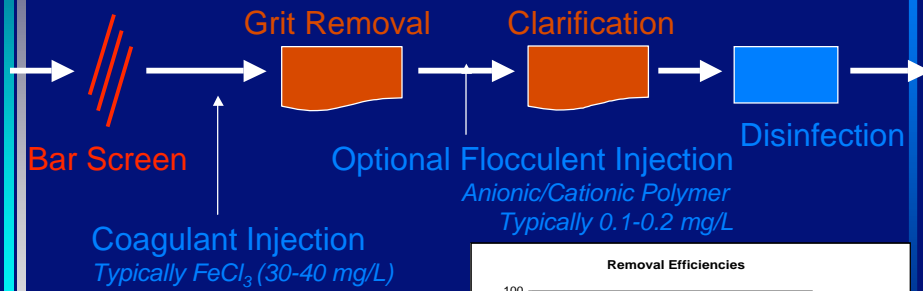 Grit Removal
Clarification
Bar Screen
Optional Flocculent Injection
Disinfection
Anionic/Cationic Polymer
Typically 0.1-0.2 mg/L
Coagulant Injection
Typically FeCl₃ (30-40 mg/L)
Removal Efficiencies
100